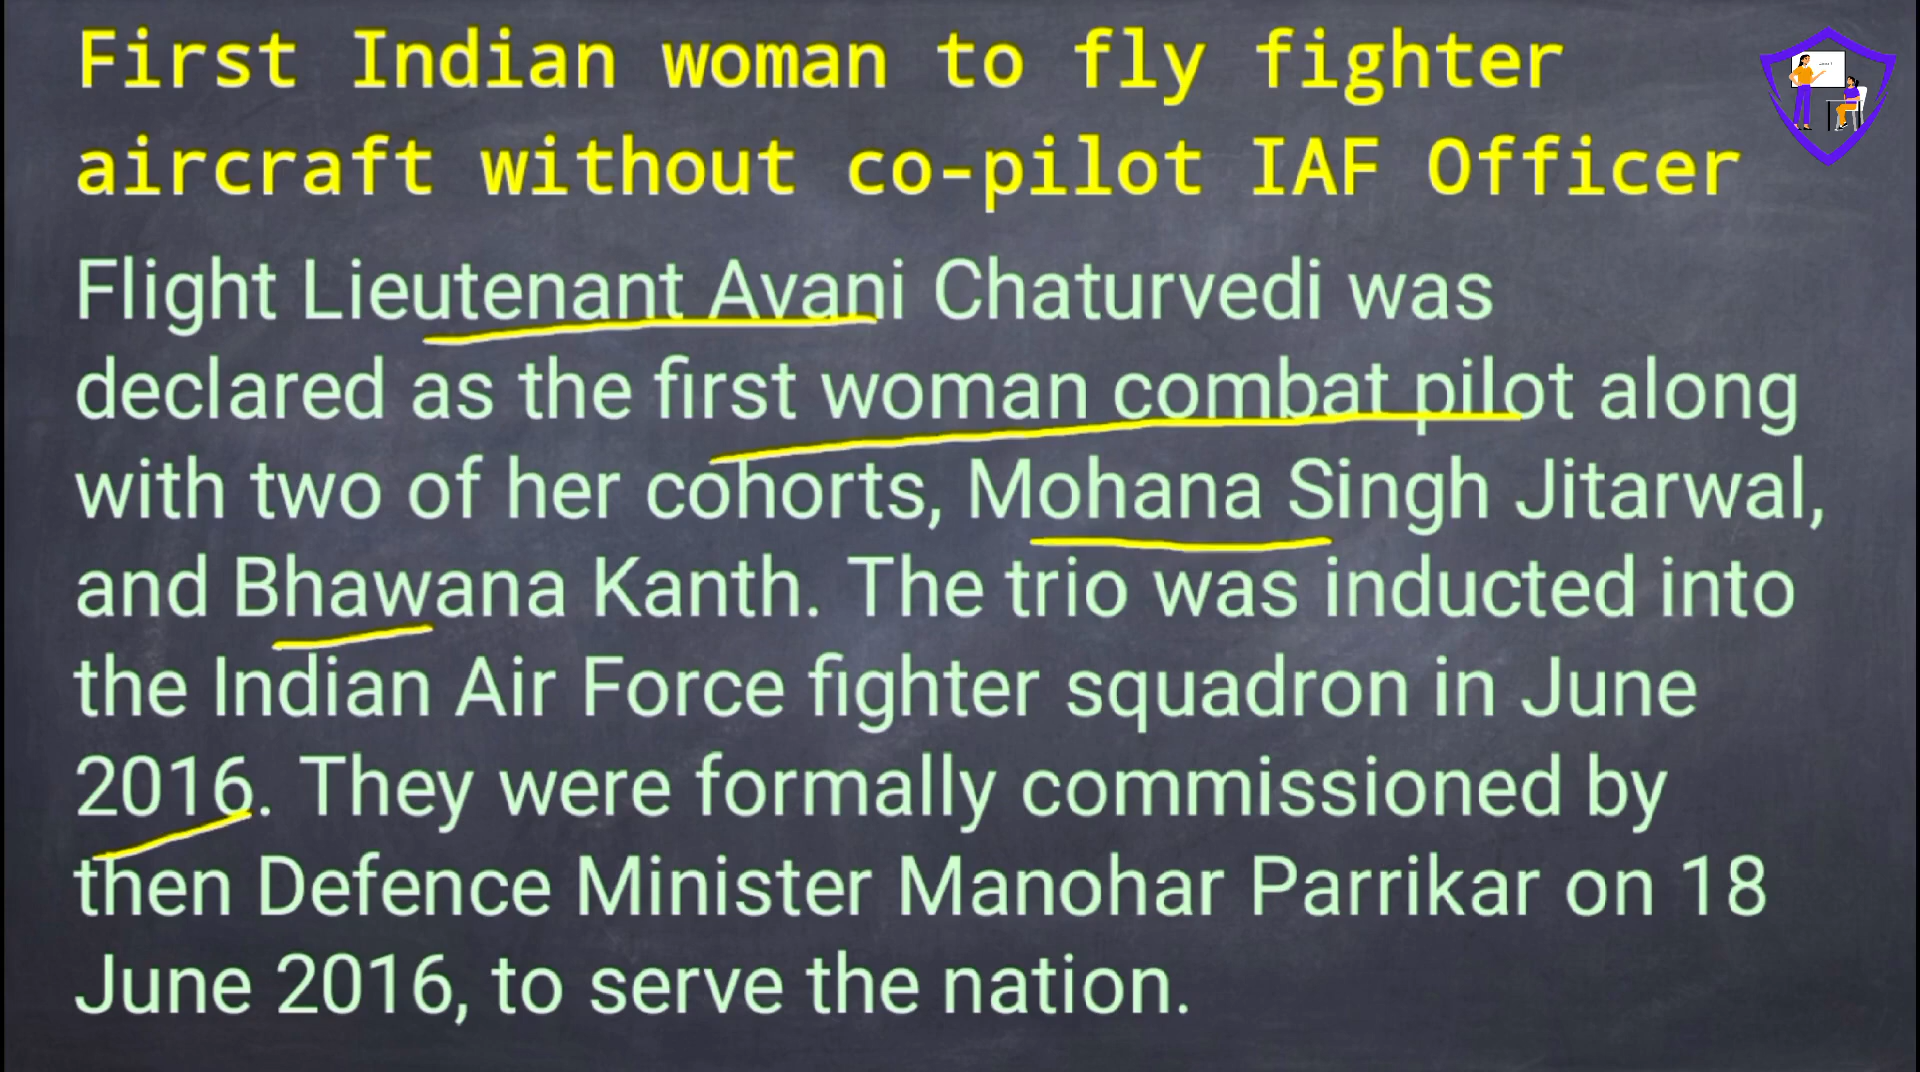 First Indian woman to fly fighter
aircraft without co-pilot IAF Officer
Flight Lieutenant Avani Chaturvedi was
declared as the first woman combat pilot along
with two of her cohorts, Mohana Singh Jitarwal,
and Bhawana Kanth. The trio was inducted into
the Indian Air Force fighter squadron in June
2016. They were formally commissioned by
then Defence Minister Manohar Parrikar on 18
June 2016, to serve the nation.